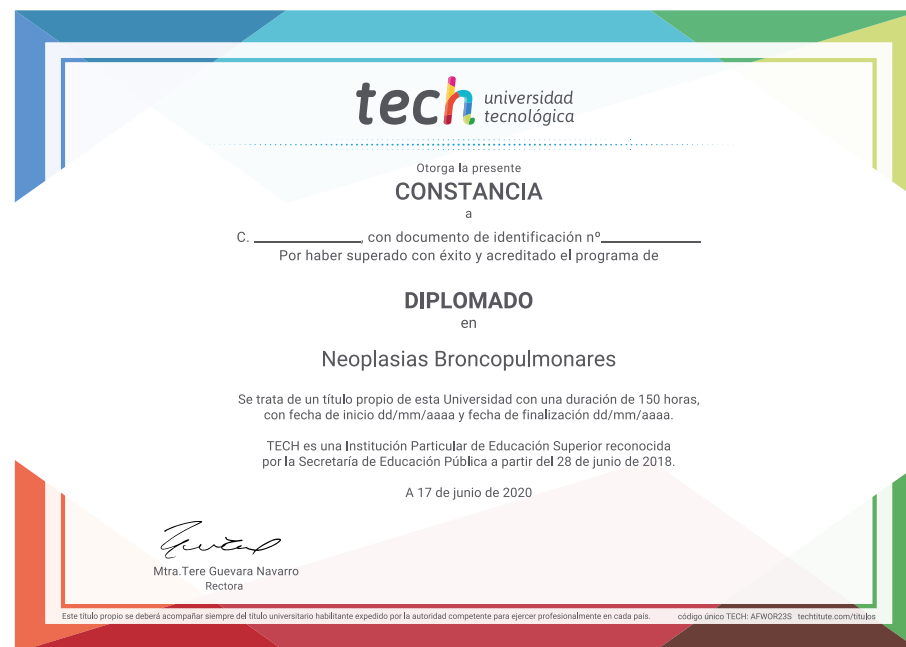 tech universidad
tecnológica
Otorga la presente
CONSTANCIA
a
C. ____________, con documento de identificación nº____________
Por haber superado con éxito y acreditado el programa de
DIPLOMADO
en
Neoplasias Broncopulmonares
Se trata de un título propio de esta Universidad con una duración de 150 horas,
con fecha de inicio dd/mm/aaaa y fecha de finalización dd/mm/aaaa.
TECH es una Institución Particular de Educación Superior reconocida
por la Secretaría de Educación Pública a partir del 28 de junio de 2018.
A 17 de junio de 2020
Mtra.Tere Guevara Navarro
Rectora
Este título propio se deberá acompañar siempre del título universitario habilitante expedido por la autoridad competente para ejercer profesionalmente en cada país. código único TECH: AFWOR23S techtitute.com/titulos